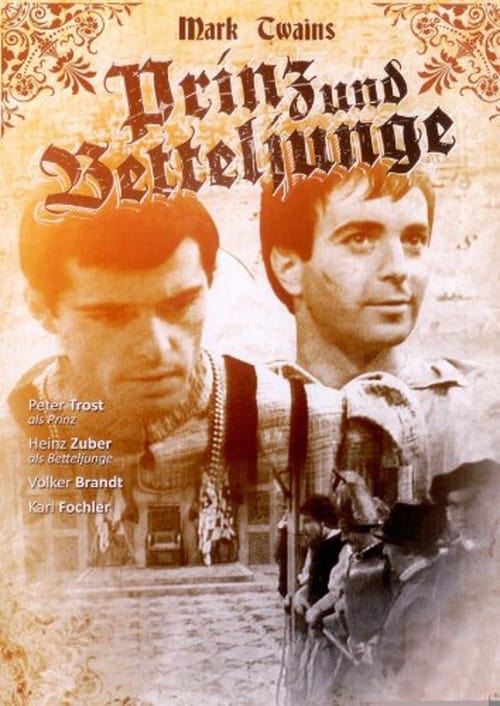 Mark Twains
Prinz und
Betteljunge
Peter Trost
als Prinz
Heinz Zuber
als Betteljunge
Volker Brandt
Karl Fochler